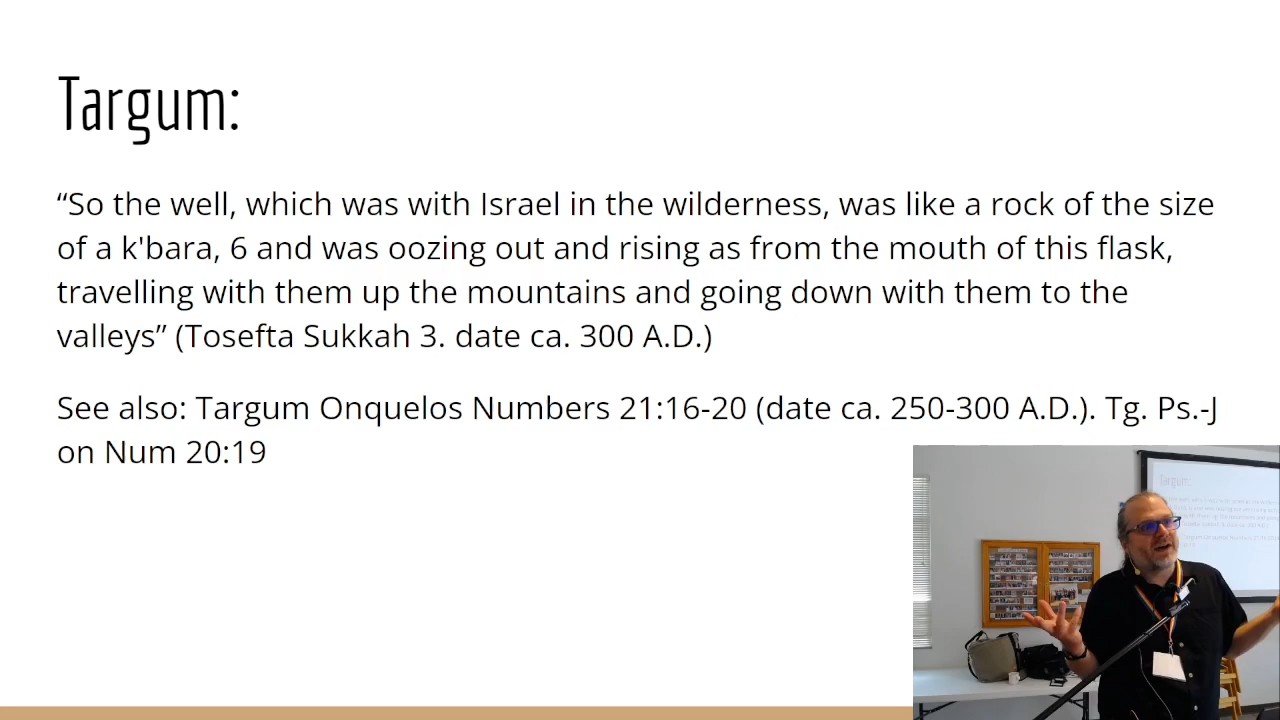 Targum:
“So the well, which was with Israel in the wilderness, was like a rock of the size
of a k'bara, 6 and was oozing out and rising as from the mouth of this flask,
travelling with them up the mountains and going down with them to the
valleys” (Tosefta Sukkah 3. date ca. 300 A.D.)
See also: Targum Onquelos Numbers 21:16-20 (date ca. 250-300 A.D.). Tg. Ps.-J
on Num 20:19
Targum: